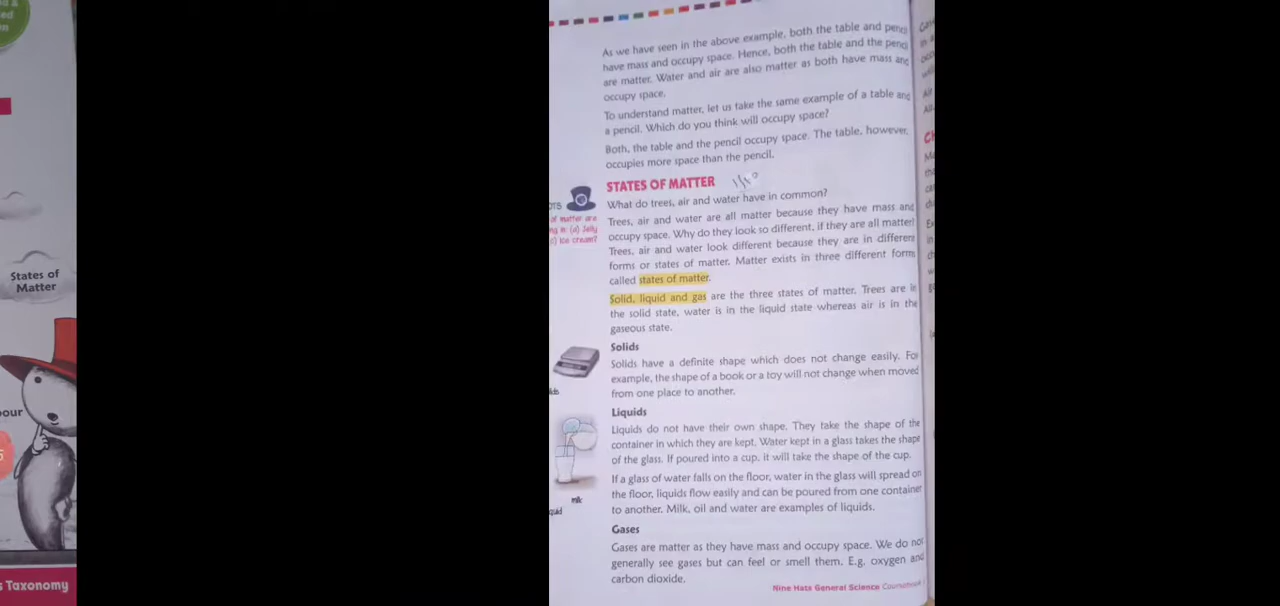 d &
ed
en
States of
Matter
our
5
s Taxonomy
As we have seen in the above example, both the table and pencil
have mass and occupy space. Hence, both the table and the pencil
are matter. Water and air are also matter as both have mass and
occupy space.
To understand matter, let us take the same example of a table and
a pencil. Which do you think will occupy space?
Both, the table and the pencil occupy space. The table, however,
occupies more space than the pencil.
STATES OF MATTER
OTS
of matter are
ng in: (a) Jelly
c) Ice cream?
What do trees, air and water have in common?
Trees, air and water are all matter because they have mass and
occupy space. Why do they look so different, if they are all matter?
Trees, air and water look different because they are in different
forms or states of matter. Matter exists in three different forms
called states of matter.
Solid, liquid and gas are the three states of matter. Trees are in
the solid state, water is in the liquid state whereas air is in the
gaseous state.
Solids
Solids have a definite shape which does not change easily. For
example, the shape of a book or a toy will not change when moved
from one place to another.
lids
Liquids
Liquids do not have their own shape. They take the shape of the
container in which they are kept. Water kept in a glass takes the shape
of the glass. If poured into a cup, it will take the shape of the cup.
If a glass of water falls on the floor, water in the glass will spread on
the floor, liquids flow easily and can be poured from one container
to another. Milk, oil and water are examples of liquids.
quid
Gases
Gases are matter as they have mass and occupy space. We do not
generally see gases but can feel or smell them. E.g. oxygen and
carbon dioxide.
Nine Hats General Science Coursebook